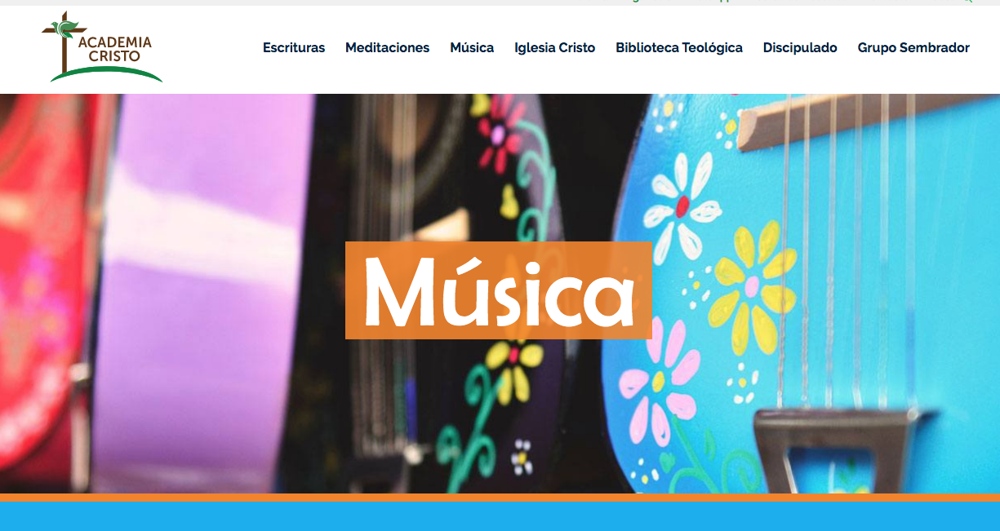 ACADEMIA
CRISTO
Escrituras Meditaciones Música Iglesia Cristo Biblioteca Teológica Discipulado Grupo Sembrador
Música